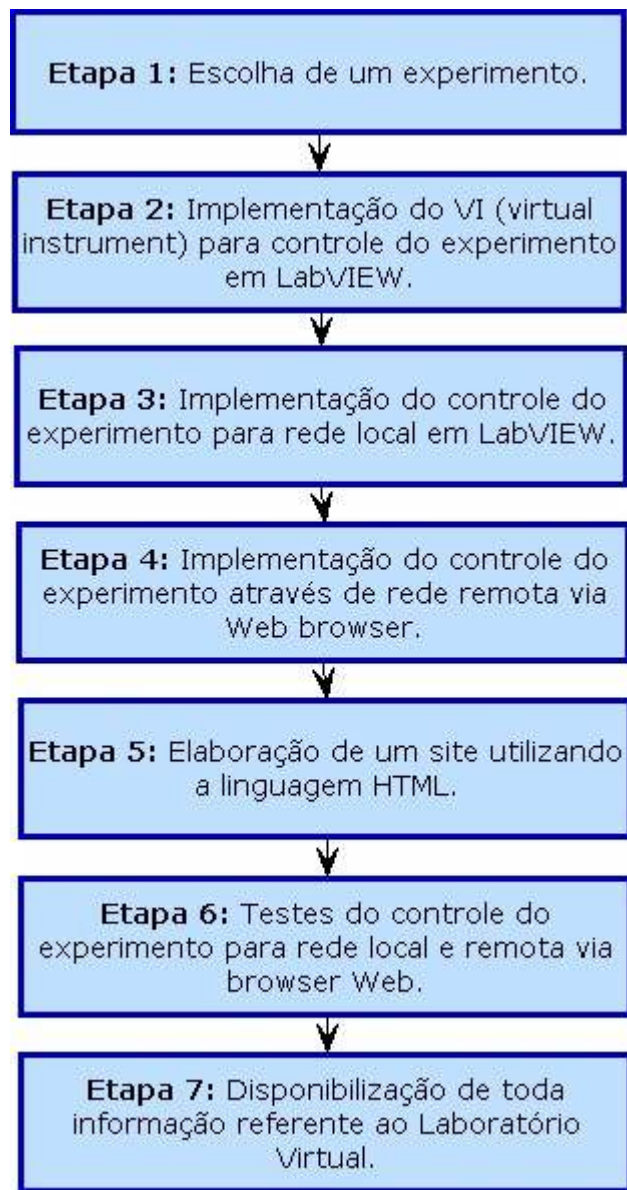 Etapa 1: Escolha de um experimento.
Etapa 2: Implementação do VI (virtual
instrument) para controle do experimento
em LabVIEW.
Etapa 3: Implementação do controle do
experimento para rede local em LabVIEW.
Etapa 4: Implementação do controle do
experimento através de rede remota via
Web browser.
Etapa 5: Elaboração de um site utilizando
a linguagem HTML.
Etapa 6: Testes do controle do
experimento para rede local e remota via
browser Web.
Etapa 7: Disponibilização de toda
informação referente ao Laboratório
Virtual.